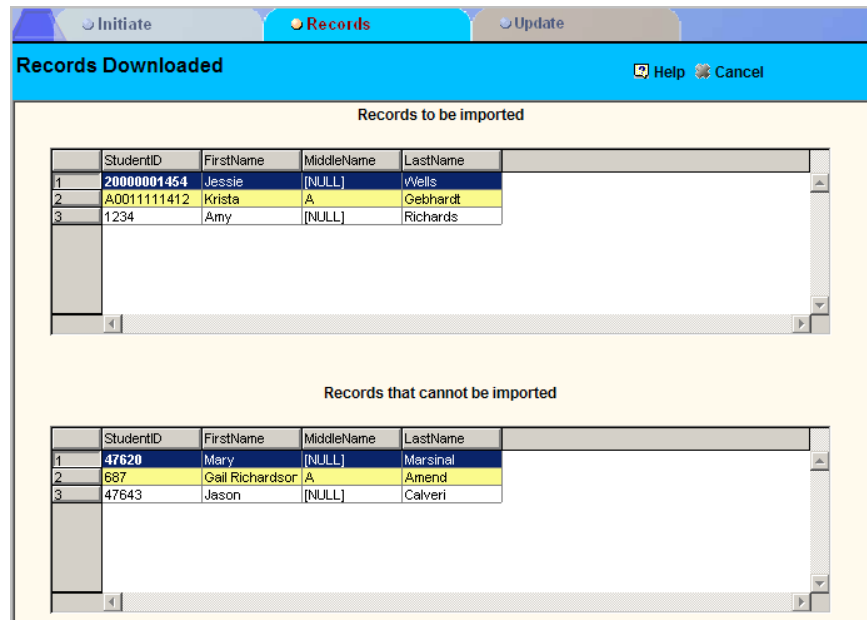 Initiate Records Update
Records Downloaded Help Cancel
Records to be imported
StudentID FirstName MiddleName LastName
1 20000001454 Jessie [NULL] Wells
2 A0011111412 Krista A Gebhardt
3 1234 Amy [NULL] Richards
Records that cannot be imported
StudentID FirstName MiddleName LastName
1 47620 Mary [NULL] Marsinal
2 687 Gail Richardsor A Amend
3 47643 Jason [NULL] Calveri